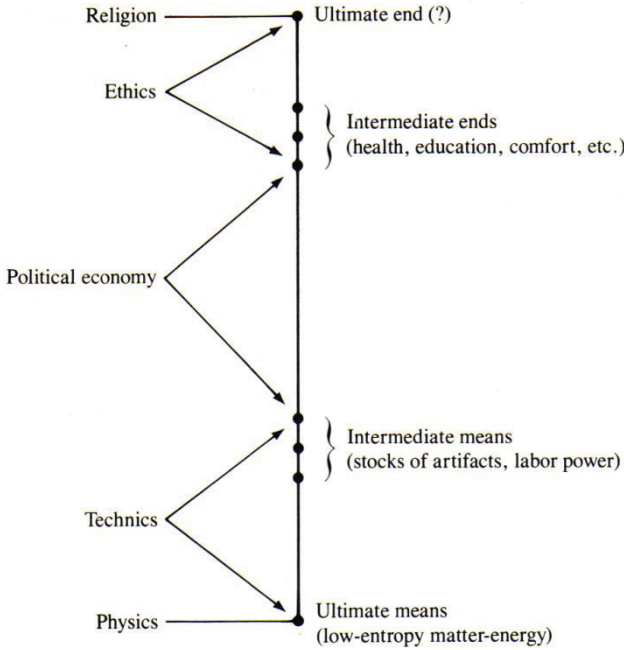 Religion
Ultimate end (?)
Ethics
Intermediate ends
(health, education, comfort, etc.)
Political economy
Intermediate means
(stocks of artifacts, labor power)
Technics
Physics
Ultimate means
(low-entropy matter-energy)